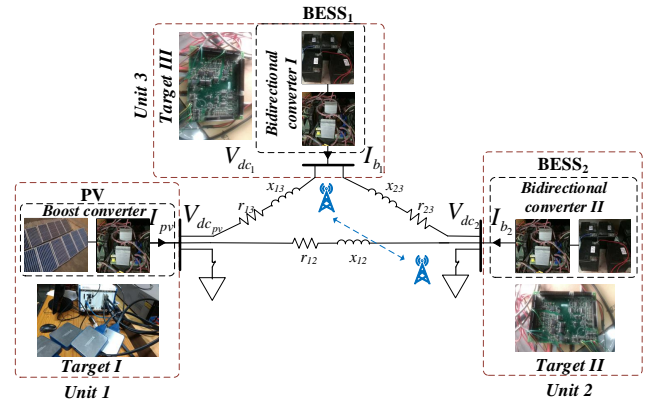 BESS1
Unit 3
Target III
Bidirectional
converter I
Vdc1
Ib1
x13
r13
x23
r23
PV
Boost converter
Ipv
Vdcpv
r12
x12
Target I
Unit 1
BESS2
Bidirectional
converter II
Vdc2
Ib2
Target II
Unit 2